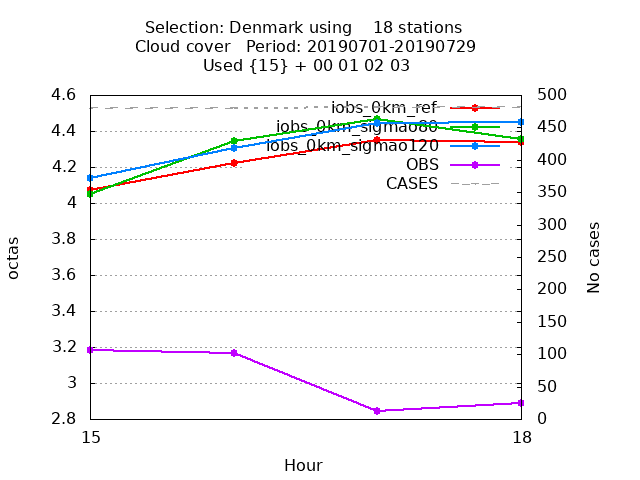 Selection: Denmark using    18 stations
Cloud cover   Period: 20190701-20190729
Used {15} + 00 01 02 03
4.6
4.4
4.2
4
3.8
3.6
3.4
3.2
3
2.8
octas
500
450
400
350
300
250
200
150
100
50
0
No cases
iobs_0km_ref
iobs_0km_sigmao80
iobs_0km_sigmao120
OBS
CASES
15
18
Hour